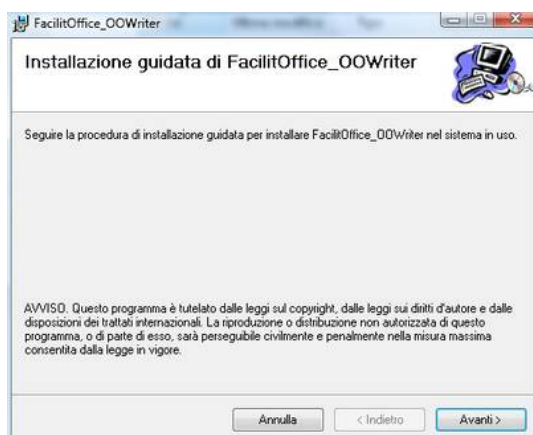 FacilitOffice_OOWriter
Installazione guidata di FacilitOffice_OOWriter
Seguire la procedura di installazione guidata per installare FacilitOffice_OOWriter nel sistema in uso.
AVVISO. Questo programma è tutelato dalle leggi sul copyright, dalle leggi sui diritti d'autore e dalle
disposizioni dei trattati internazionali. La riproduzione o distribuzione non autorizzata di questo
programma, o di parte di esso, sarà perseguibile civilmente e penalmente nella misura massima
consentita dalla legge in vigore.
Annulla
< Indietro
Avanti >